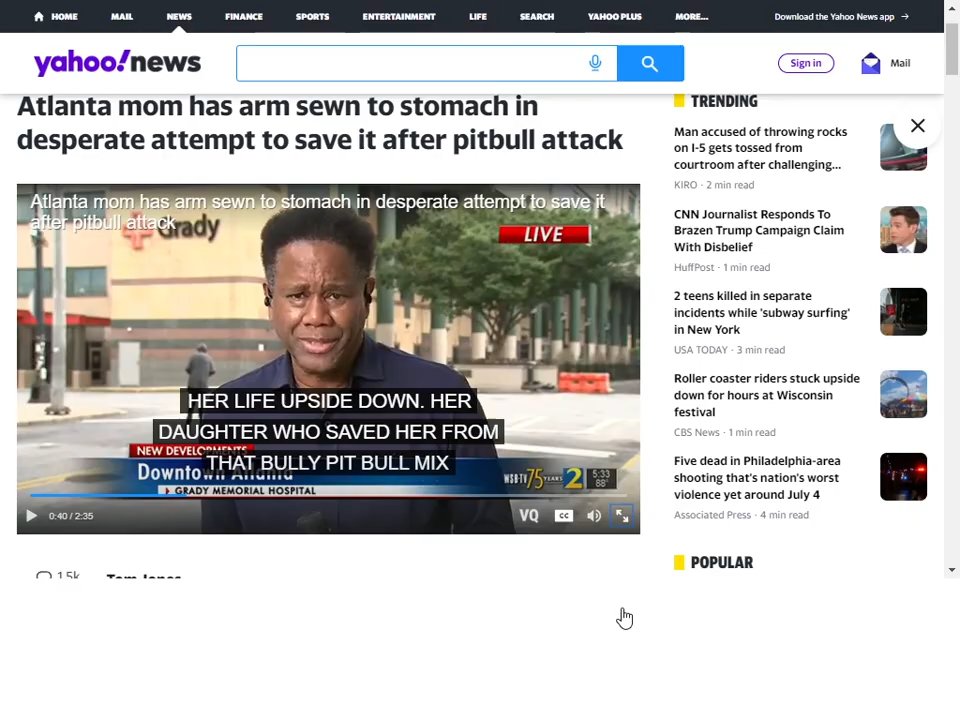 HOME MAIL NEWS FINANCE SPORTS ENTERTAINMENT LIFE SEARCH YAHOO PLUS MORE... Download the Yahoo News app →
yahoo!news
Sign in
Mail
Atlanta mom has arm sewn to stomach in
desperate attempt to save it after pitbull attack
Atlanta mom has arm sewn to stomach in desperate attempt to save it
after pitbull attack
Grady
LIVE
HER LIFE UPSIDE DOWN. HER
DAUGHTER WHO SAVED HER FROM
THAT BULLY PIT BULL MIX
NEW DEVELOPMENTS
Downtown Atlanta
GRADY MEMORIAL HOSPITAL
WSB-TV 75 YEARS 2 5:33
88°
0:40 / 2:35
VQ CC
1.5k
Tom Jones
TRENDING
Man accused of throwing rocks
on I-5 gets tossed from
courtroom after challenging...
KIRO · 2 min read
CNN Journalist Responds To
Brazen Trump Campaign Claim
With Disbelief
HuffPost · 1 min read
2 teens killed in separate
incidents while 'subway surfing'
in New York
USA TODAY · 3 min read
Roller coaster riders stuck upside
down for hours at Wisconsin
festival
CBS News · 1 min read
Five dead in Philadelphia-area
shooting that's nation's worst
violence yet around July 4
Associated Press · 4 min read
POPULAR